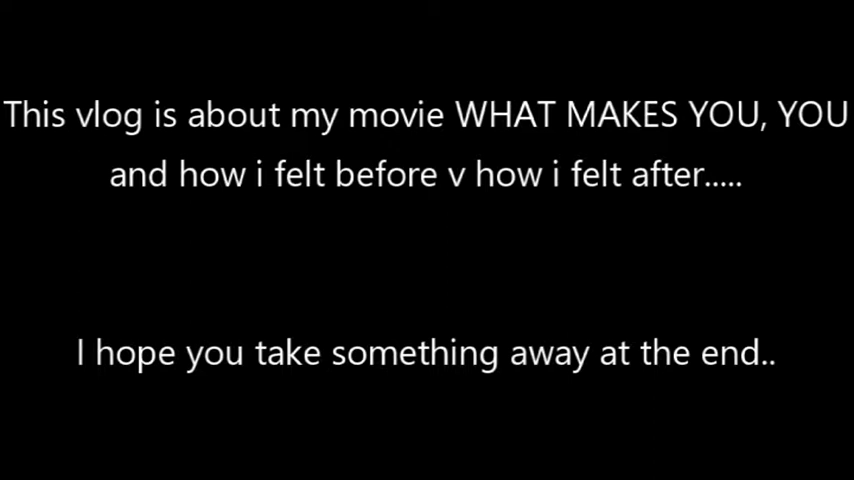 This vlog is about my movie WHAT MAKES YOU, YOU
and how i felt before v how i felt after.....
I hope you take something away at the end..